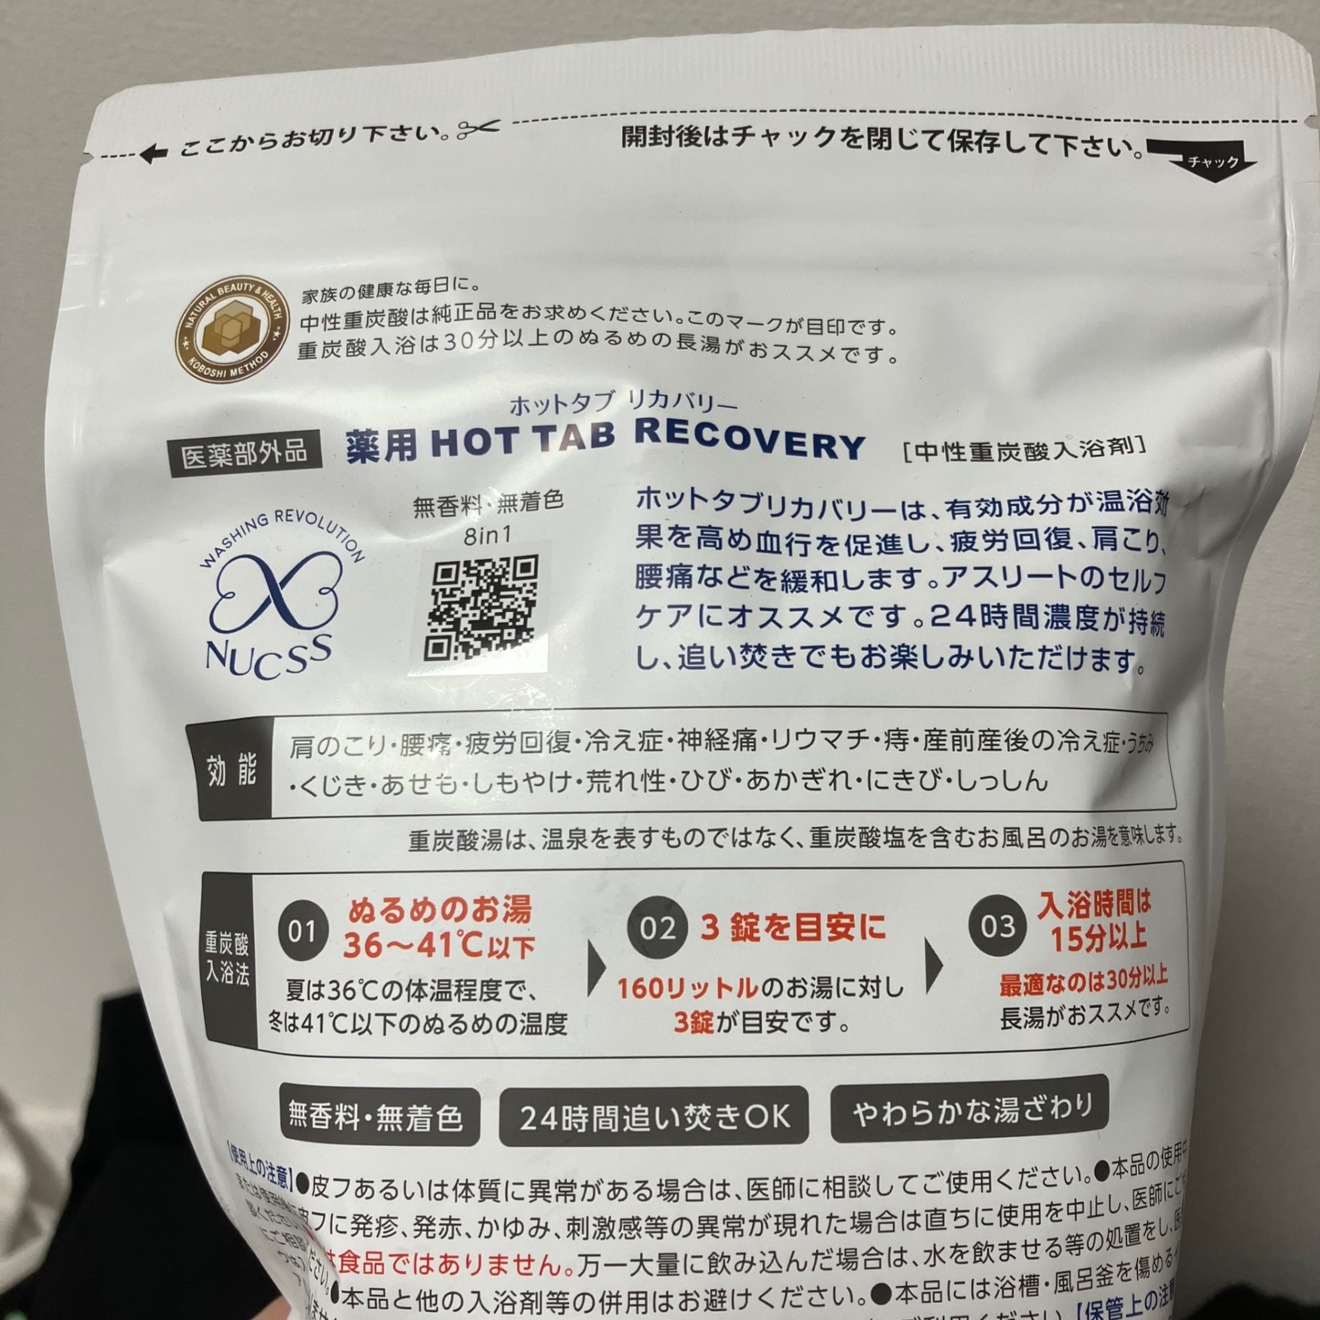 ここからお切り下さい。
開封後はチャックを閉じて保存して下さい。
チャック
NATURAL BEAUTY & HEALTH
KOBOSHI METHOD
家族の健康な毎日に。
中性重炭酸は純正品をお求めください。このマークが目印です。
重炭酸入浴は30分以上のぬるめの長湯がおススメです。
ホットタブ リカバリー
医薬部外品 薬用 HOT TAB RECOVERY [中性重炭酸入浴剤]
WASHING REVOLUTION
NUCSS
無香料・無着色
8in1
ホットタブリカバリーは、有効成分が温浴効
果を高め血行を促進し、疲労回復、肩こり、
腰痛などを緩和します。アスリートのセルフ
ケアにオススメです。24時間濃度が持続
し、追い焚きでもお楽しみいただけます。
効能
肩のこり・腰痛・疲労回復・冷え症・神経痛・リウマチ・痔・産前産後の冷え症・うちみ
・くじき・あせも・しもやけ・荒れ性・ひび・あかぎれ・にきび・しっしん
重炭酸湯は、温泉を表すものではなく、重炭酸塩を含むお風呂のお湯を意味します。
重炭酸
入浴法
01
ぬるめのお湯
36〜41℃以下
夏は36℃の体温程度で、
冬は41℃以下のぬるめの温度
02
3 錠を目安に
160リットルのお湯に対し
3錠が目安です。
03
入浴時間は
15分以上
最適なのは30分以上
長湯がおススメです。
無香料・無着色
24時間追い焚きOK
やわらかな湯ざわり
【使用上の注意】●皮フあるいは体質に異常がある場合は、医師に相談してご使用ください。●本品の使用中
皮フに発疹、発赤、かゆみ、刺激感等の異常が現れた場合は直ちに使用を中止し、医師にご
は食品ではありません。万一大量に飲み込んだ場合は、水を飲ませる等の処置をし、医
●本品と他の入浴剤等の併用はお避けください。●本品には浴槽・風呂釜を傷める
ご利用ください。【保管上の注意